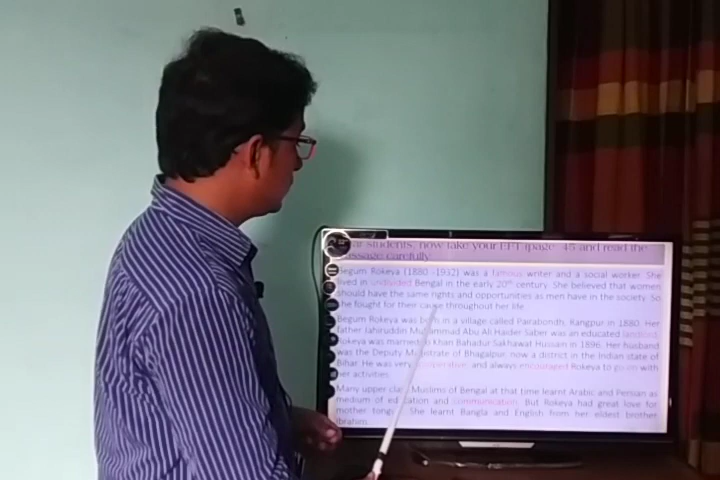 ar students, now take your EFT (page- 45 and read the
passage carefully
Begum Rokeya (1880 -1932) was a famous writer and a social worker. She
lived in undivided Bengal in the early 20th century. She believed that women
should have the same rights and opportunities as men have in the society. So
he fought for their cause throughout her life.
Begum Rokeya was born in a village called Pairabondh, Rangpur in 1880. Her
father Jahiruddin Muhammad Abu Ali Haider Saber was an educated landlord.
Rokeya was married to khan Bahadur Sakhawat Hussain in 1896. Her husband
was the Deputy Magistrate of Bhagalpur, now a district in the Indian state of
Bihar. He was very cooperative and always encouraged Rokeya to go on with
her activities.
Many upper class Muslims of Bengal at that time learnt Arabic and Persian as
medium of education and communication. But Rokeya had great love for
mother tongue. She learnt Bangla and English from her eldest brother
Ibrahim.